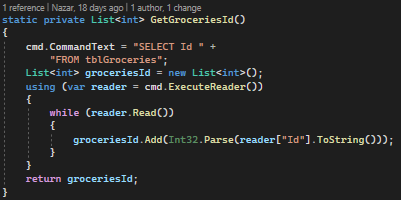 1 reference | Nazar, 18 days ago | 1 author, 1 change
static private List<int> GetGroceriesId()
{
    cmd.CommandText = "SELECT Id " +
        "FROM tblGroceries";
    List<int> groceriesId = new List<int>();
    using (var reader = cmd.ExecuteReader())
    {
        while (reader.Read())
        {
            groceriesId.Add(Int32.Parse(reader["Id"].ToString()));
        }
    }
    return groceriesId;
}